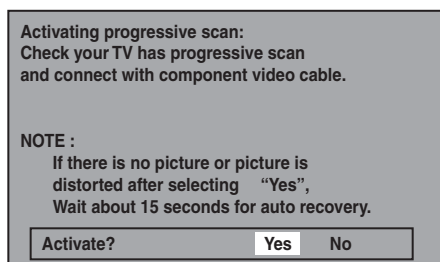 Activating progressive scan:
Check your TV has progressive scan
and connect with component video cable.
NOTE :
If there is no picture or picture is
distorted after selecting “Yes”,
Wait about 15 seconds for auto recovery.
Activate? Yes No